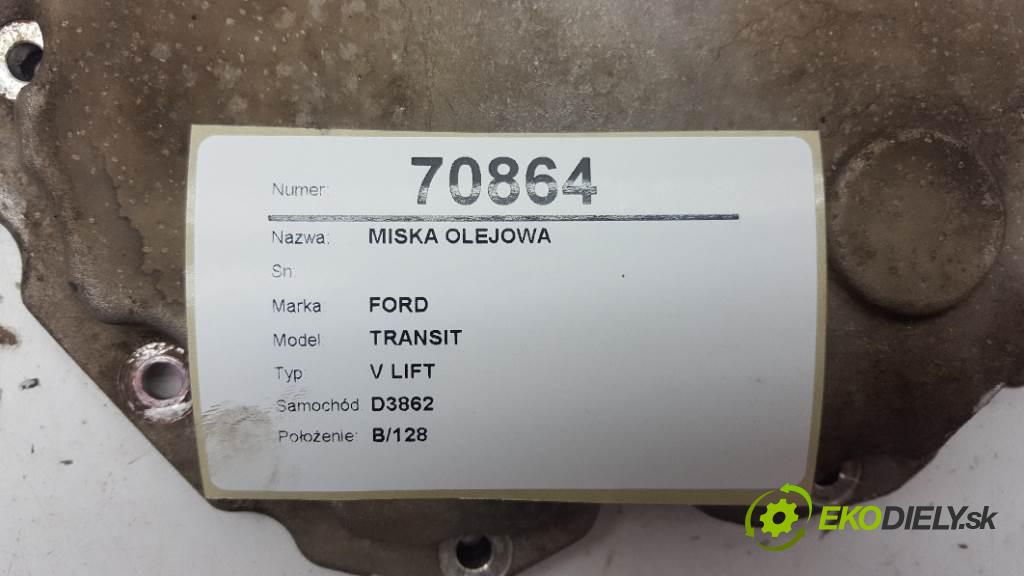 Numer: 70864
Nazwa: MISKA OLEJOWA
Sn:
Marka FORD
Model: TRANSIT
Typ V LIFT
Samochód D3862
Położenie: B/128
EKODIELY.sk